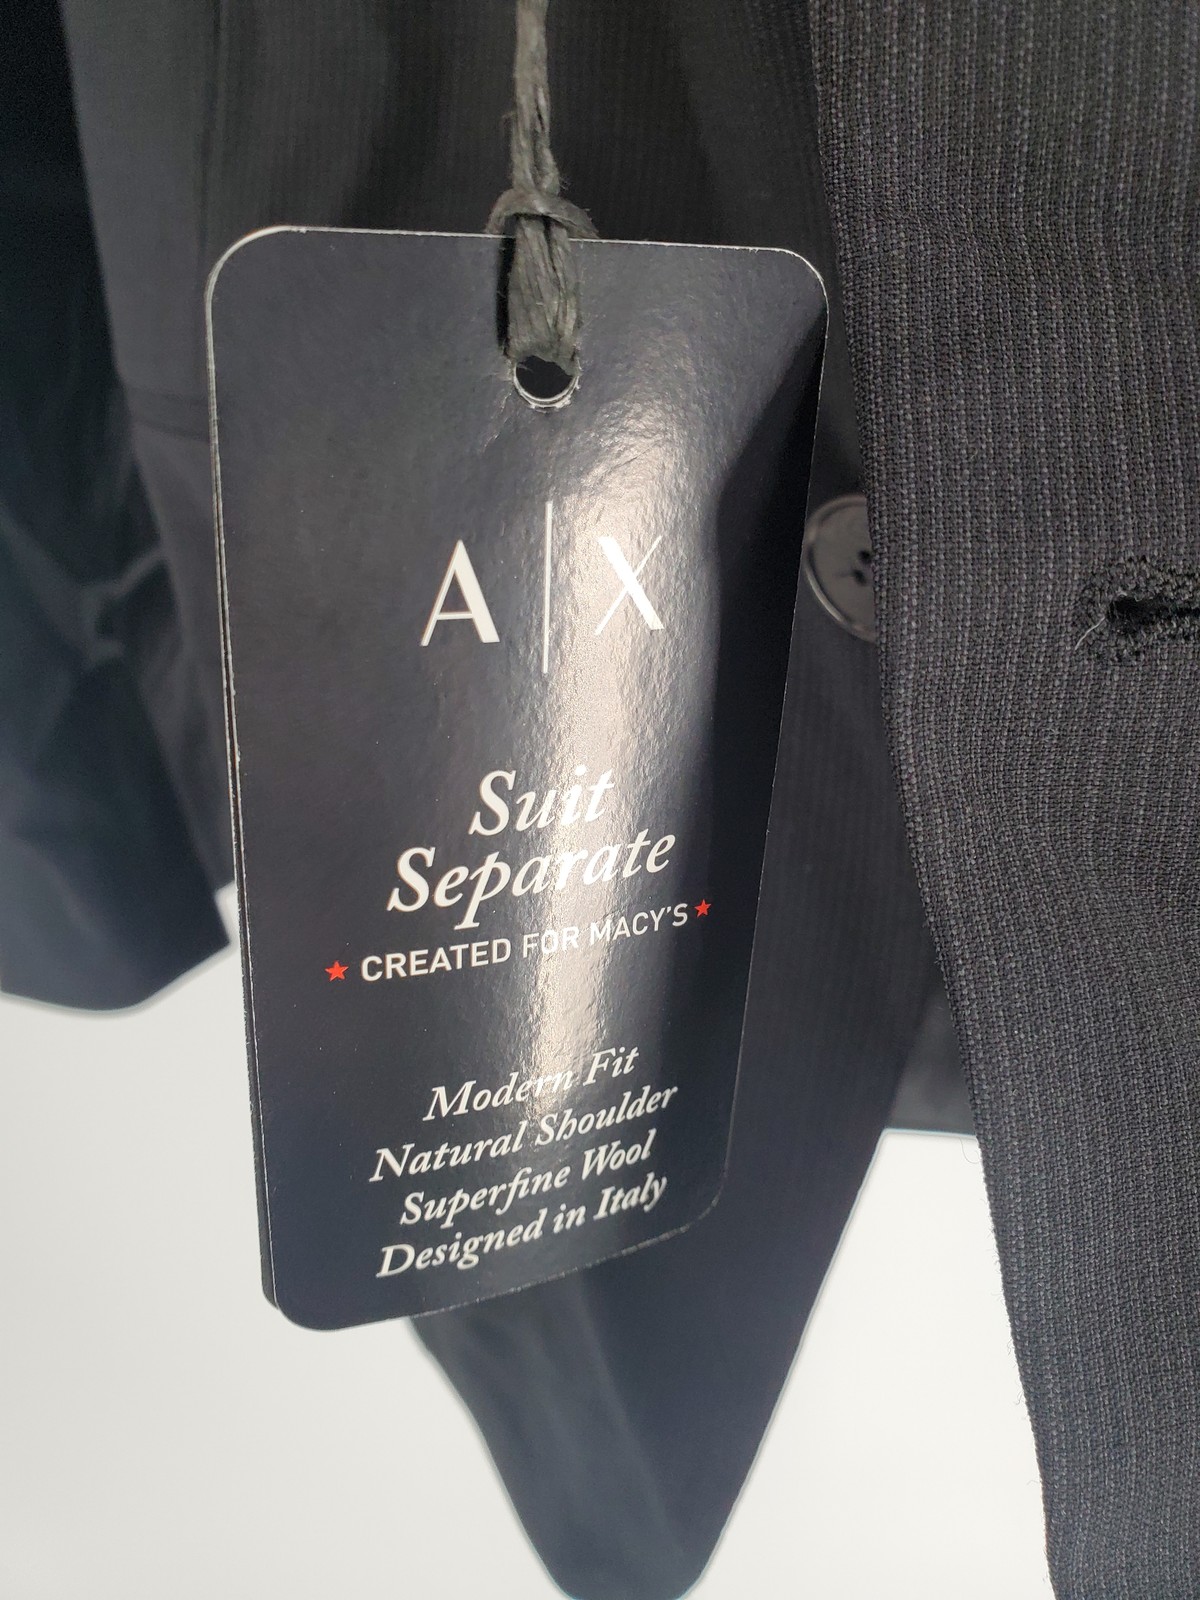 A|X
Suit
Separate
★ CREATED FOR MACY'S ★
Modern Fit
Natural Shoulder
Superfine Wool
Designed in Italy